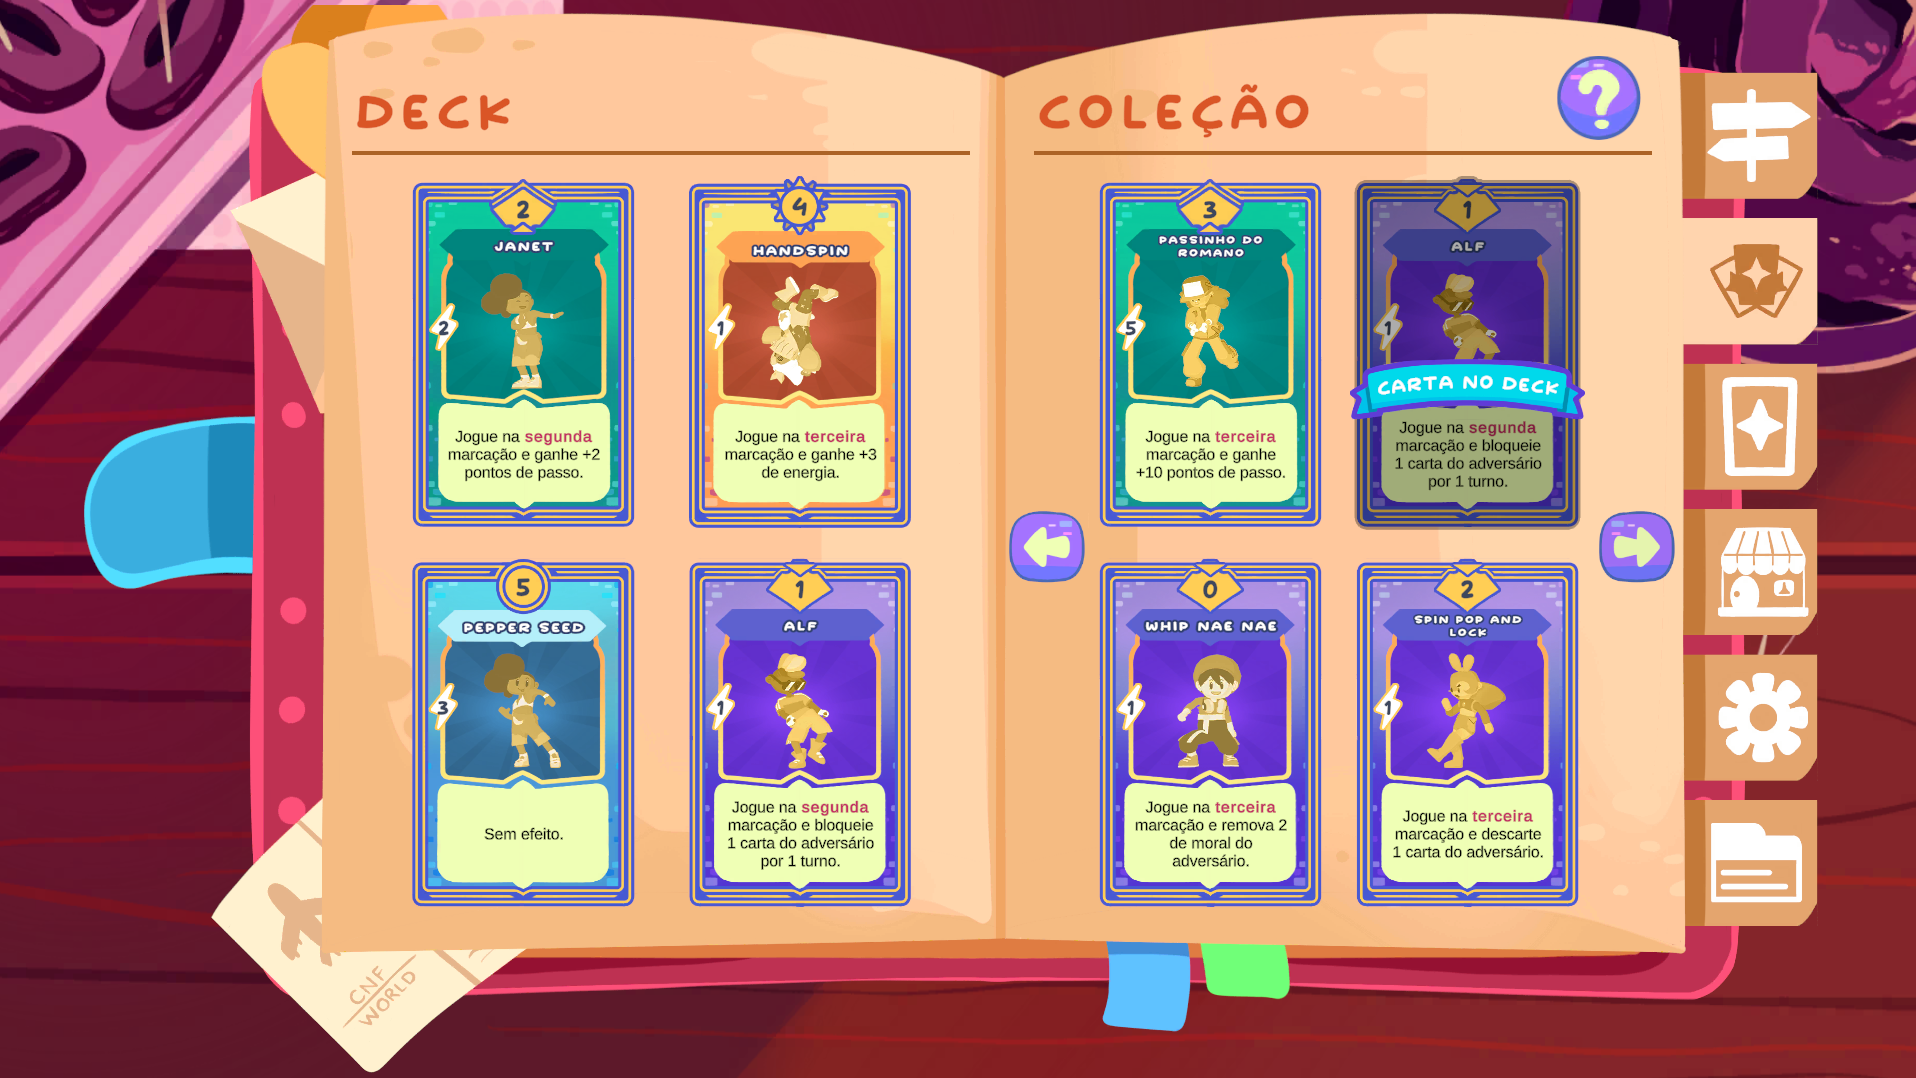 DECK
2
JANET
2
Jogue na segunda
marcação e ganhe +2
pontos de passo.
4
HANDSPIN
1
Jogue na terceira
marcação e ganhe +3
de energia.
5
PEPPER SEED
3
Sem efeito.
1
ALF
1
Jogue na segunda
marcação e bloqueie
1 carta do adversário
por 1 turno.
COLEÇÃO
?
3
PASSINHO DO
ROMANO
5
Jogue na terceira
marcação e ganhe
+10 pontos de passo.
1
ALF
1
CARTA NO DECK
Jogue na segunda
marcação e bloqueie
1 carta do adversário
por 1 turno.
0
WHIP NAE NAE
1
Jogue na terceira
marcação e remova 2
de moral do
adversário.
2
SPIN POP AND
LOCK
1
Jogue na terceira
marcação e descarte
1 carta do adversário.
CNF
WORLD